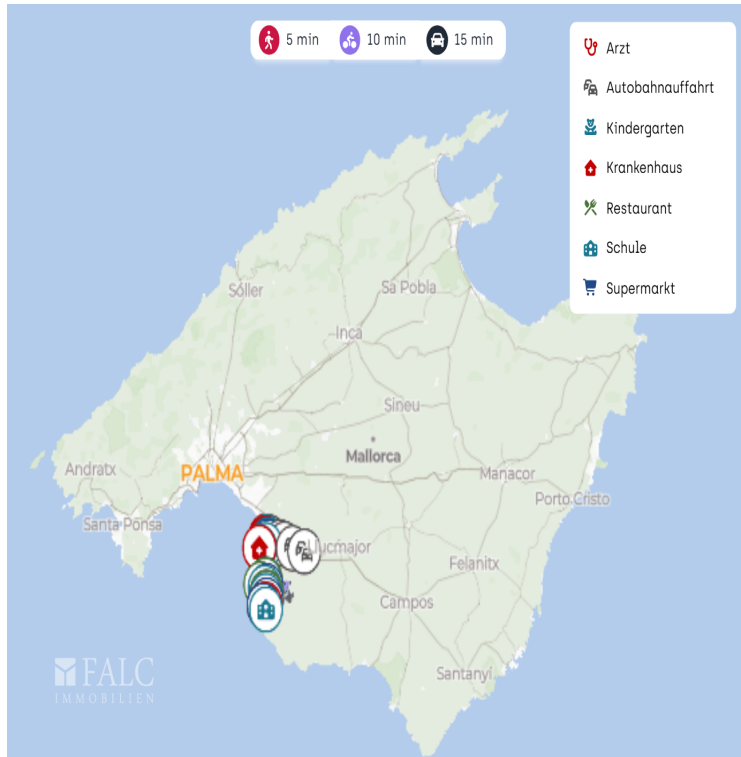 5 min
10 min
15 min
Arzt
Autobahnauffahrt
Kindergarten
Krankenhaus
Restaurant
Schule
Supermarkt
Sóller
Sa Pobla
Inca
Sineu
Mallorca
Andratx
PALMA
Manacor
Porto Cristo
Santa Ponsa
Llucmajor
Felanitx
Campos
Santanyí
FALC
IMMOBILIEN